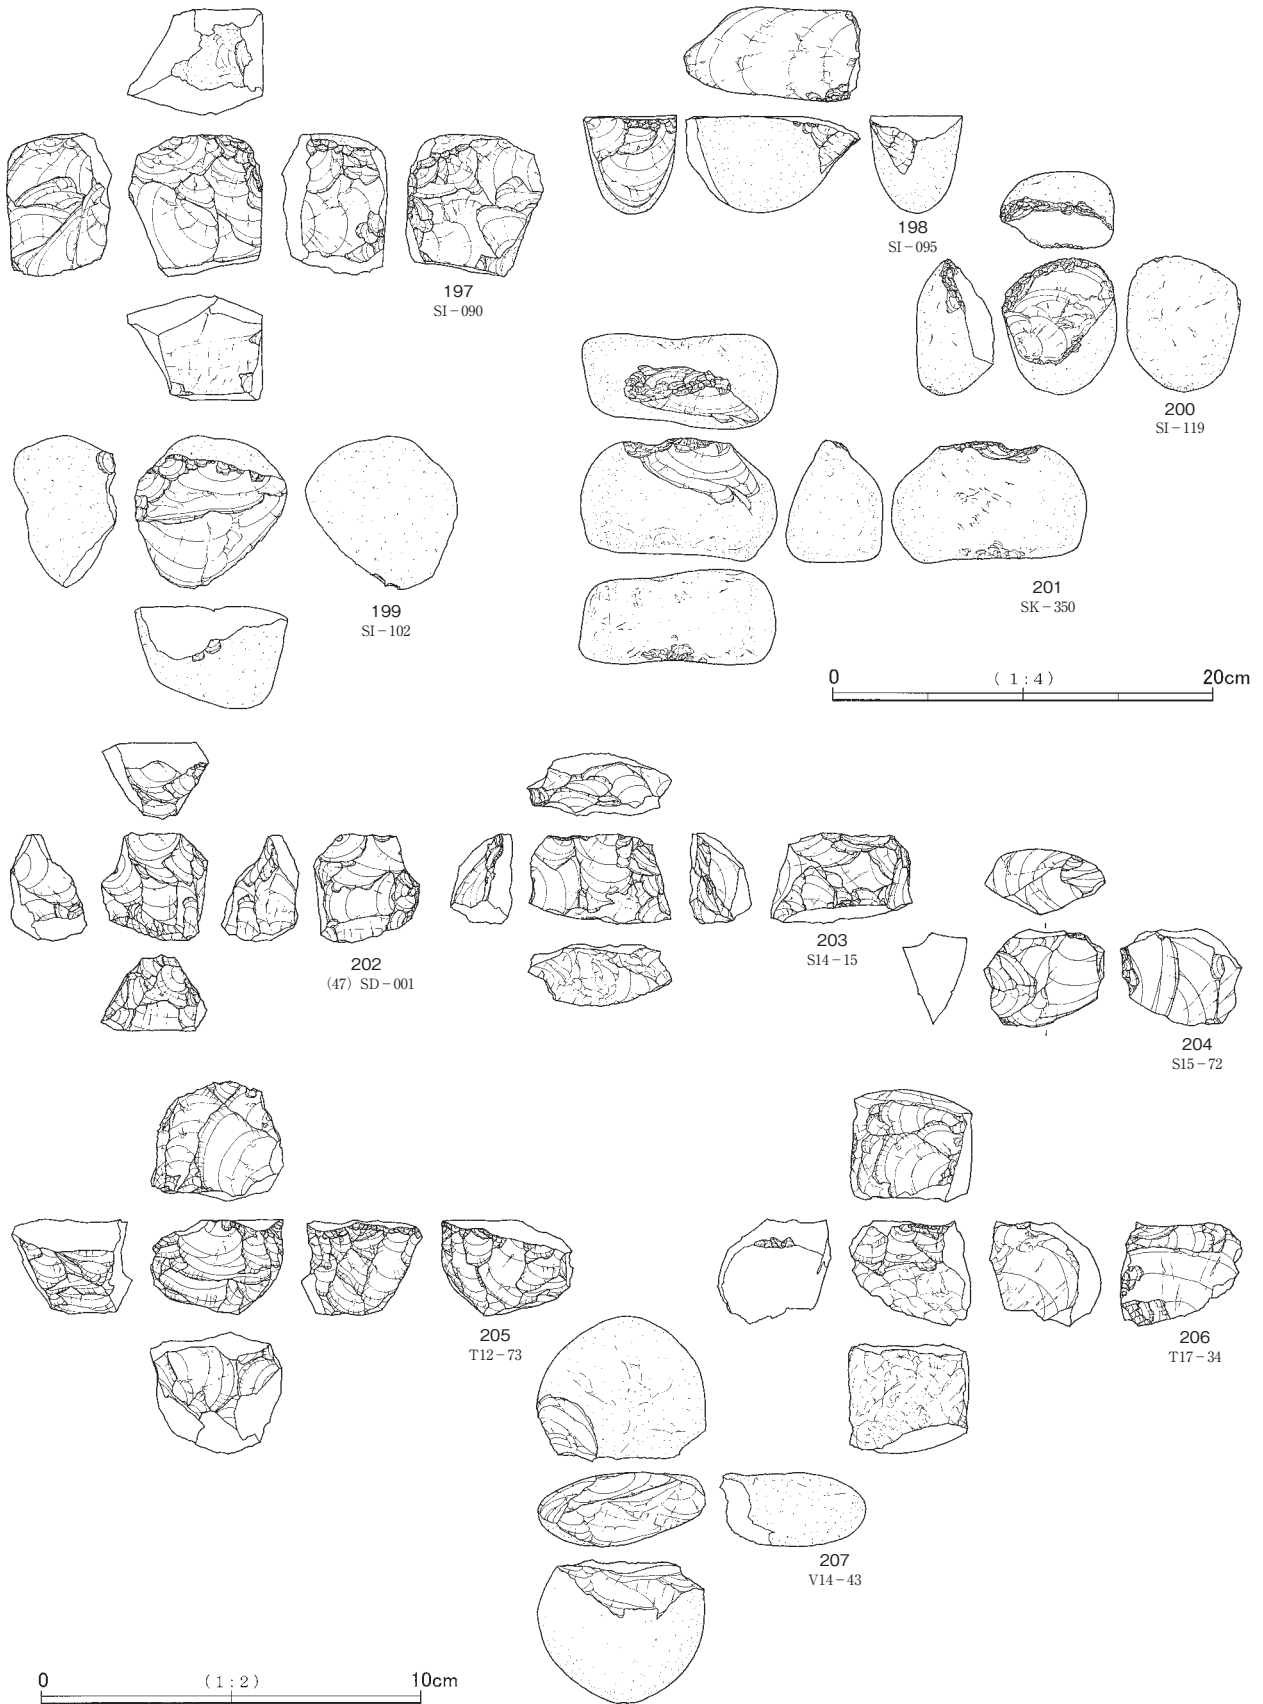 197
SI-090
198
SI-095
200
SI-119
199
SI-102
201
SK-350
0 (1:4) 20cm
202
(47) SD-001
203
S14-15
204
S15-72
205
T12-73
206
T17-34
207
V14-43
0 (1:2) 10cm